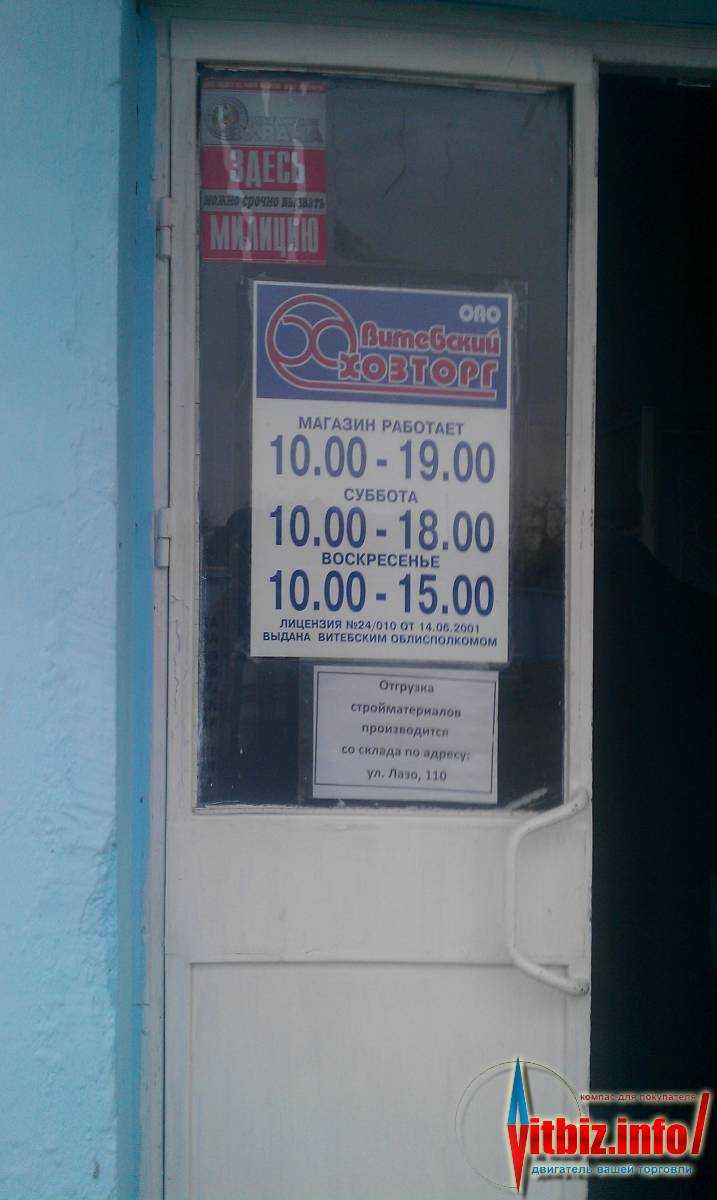 ОХРАНА
ЗДЕСЬ
можно срочно вызвать
МИЛИЦИЮ
ОАО
Витебский
ХОЗТОРГ
МАГАЗИН РАБОТАЕТ
10.00 - 19.00
СУББОТА
10.00 - 18.00
ВОСКРЕСЕНЬЕ
10.00 - 15.00
ЛИЦЕНЗИЯ №24/010 ОТ 14.06.2001
ВЫДАНА ВИТЕБСКИМ ОБЛИСПОЛКОМОМ
Отгрузка
стройматериалов
производится
со склада по адресу:
ул. Лазо, 110
компас для покупателя
vitbiz.info!
двигатель вашей торговли